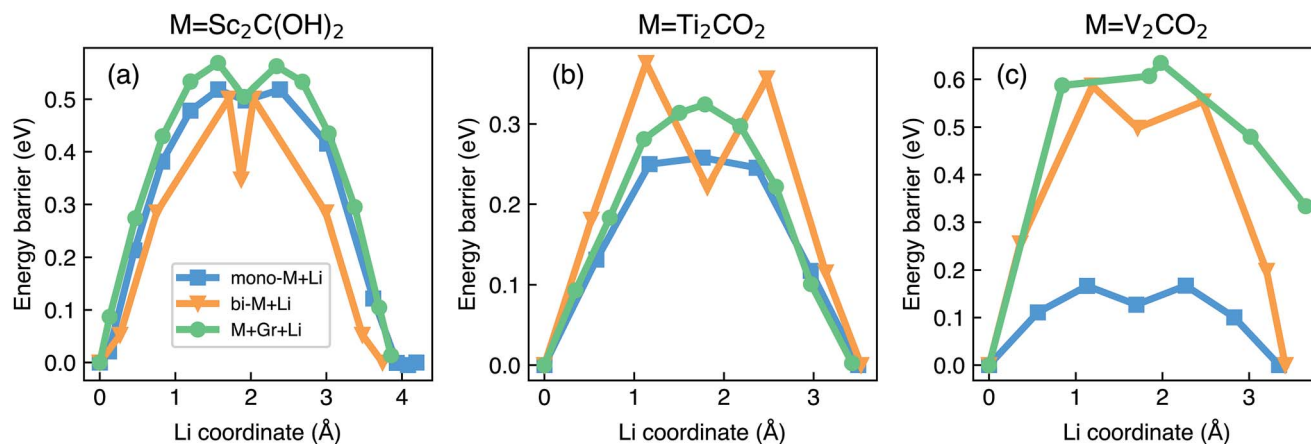 M=Sc₂C(OH)₂
(a)
Energy barrier (eV)
0.5
0.4
0.3
0.2
0.1
0.0
mono-M+Li
bi-M+Li
M+Gr+Li
0 1 2 3 4
Li coordinate (Å)
M=Ti₂CO₂
(b)
Energy barrier (eV)
0.3
0.2
0.1
0.0
0 1 2 3
Li coordinate (Å)
M=V₂CO₂
(c)
Energy barrier (eV)
0.6
0.5
0.4
0.3
0.2
0.1
0.0
0 1 2 3
Li coordinate (Å)